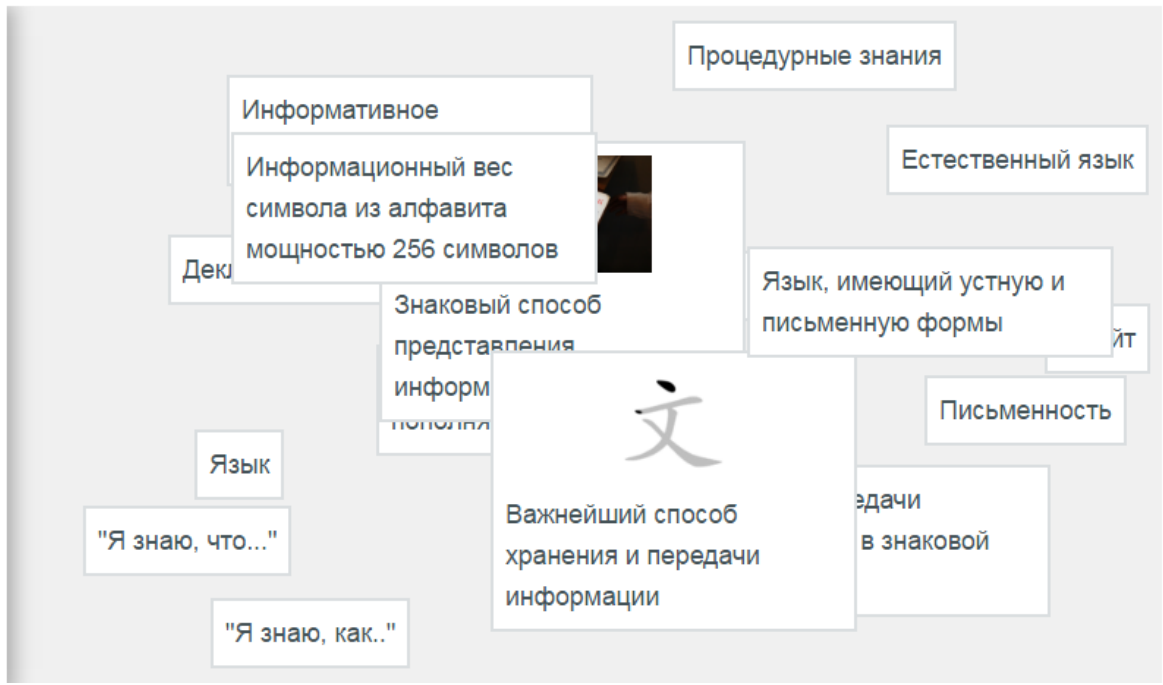 Процедурные знания
Информативное
Естественный язык
Информационный вес
символа из алфавита
мощностью 256 символов
Язык, имеющий устную и
письменную формы
Знаковый способ
представления
Письменность
文
Язык
Важнейший способ
хранения и передачи
информации
в знаковой
"Я знаю, что..."
"Я знаю, как.."